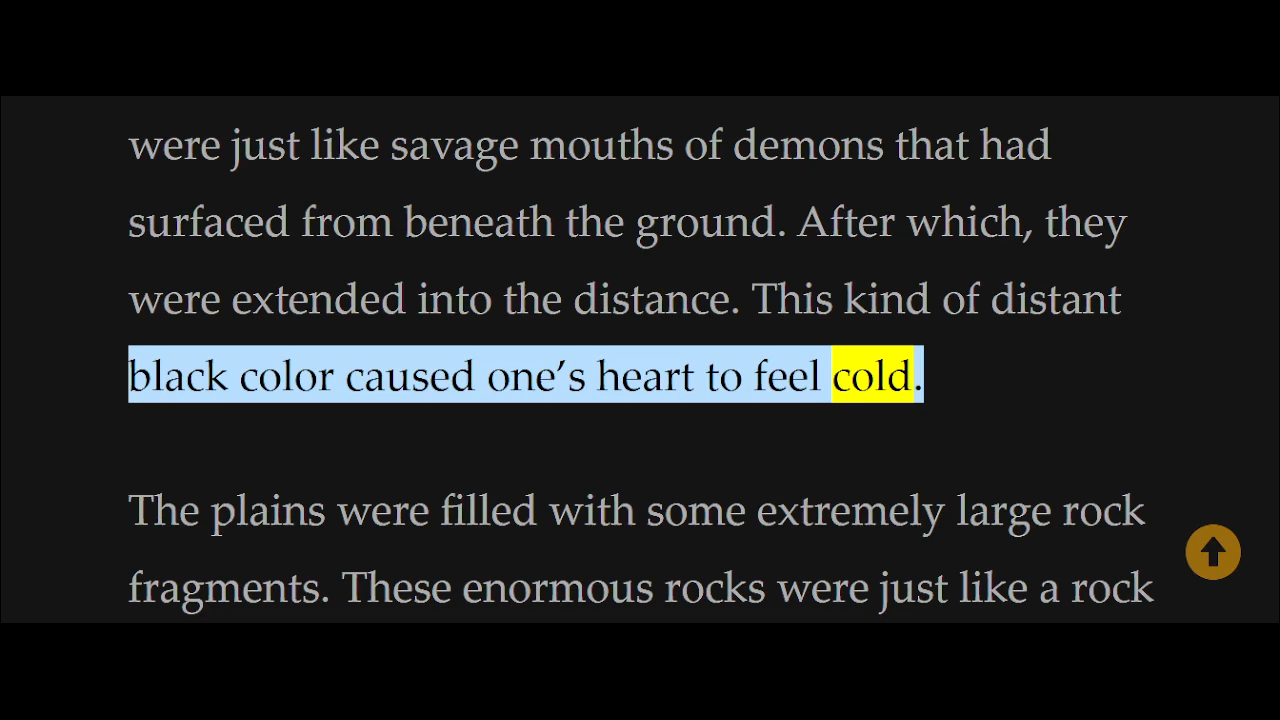 were just like savage mouths of demons that had
surfaced from beneath the ground. After which, they
were extended into the distance. This kind of distant
black color caused one’s heart to feel cold.
The plains were filled with some extremely large rock
fragments. These enormous rocks were just like a rock